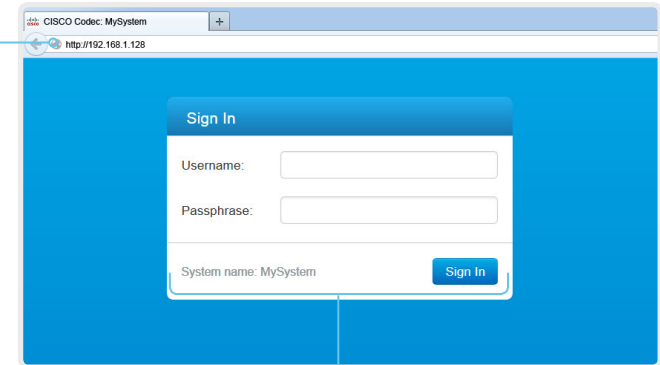 CISCO Codec: MySystem
+
http://192.168.1.128
Sign In
Username:
Passphrase:
System name: MySystem
Sign In